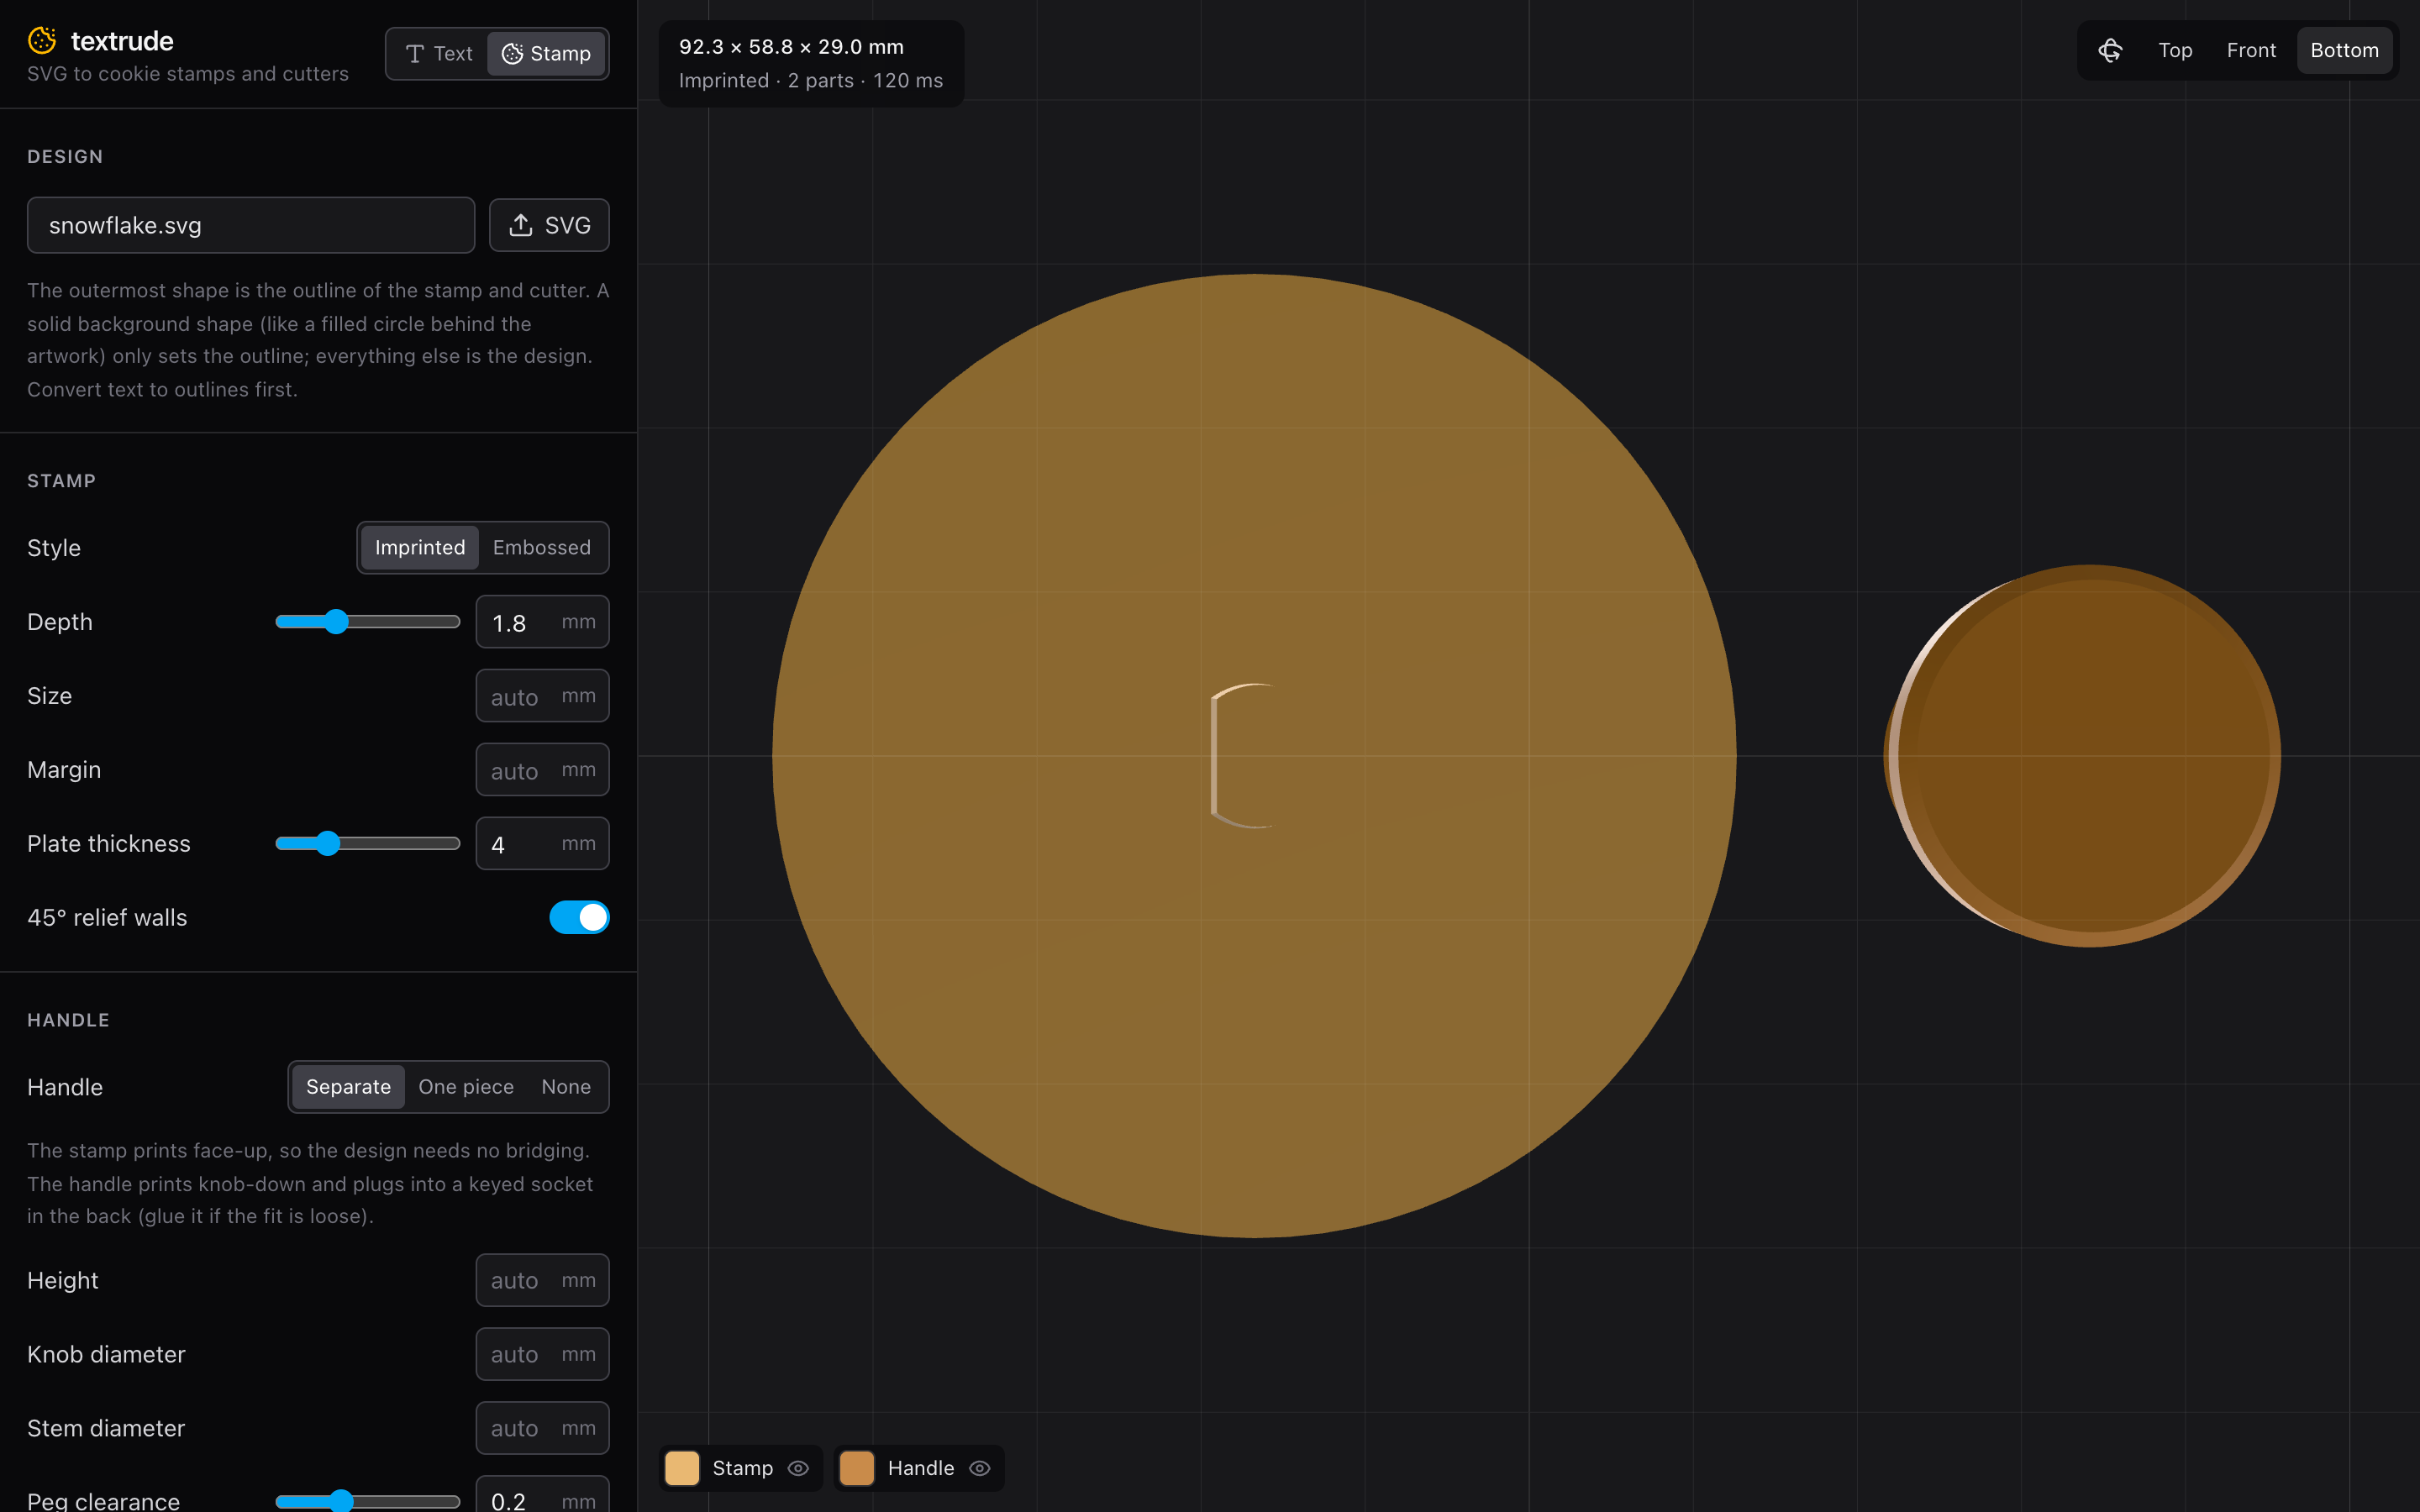 textrude
SVG to cookie stamps and cutters
Text
Stamp
DESIGN
snowflake.svg
SVG
The outermost shape is the outline of the stamp and cutter. A
solid background shape (like a filled circle behind the
artwork) only sets the outline; everything else is the design.
Convert text to outlines first.
STAMP
Style
Imprinted
Embossed
Depth
1.8 mm
Size
auto mm
Margin
auto mm
Plate thickness
4 mm
45° relief walls
HANDLE
Handle
Separate
One piece
None
The stamp prints face-up, so the design needs no bridging.
The handle prints knob-down and plugs into a keyed socket
in the back (glue it if the fit is loose).
Height
auto mm
Knob diameter
auto mm
Stem diameter
auto mm
Peg clearance
0.2 mm
92.3 × 58.8 × 29.0 mm
Imprinted · 2 parts · 120 ms
Top
Front
Bottom
Stamp
Handle